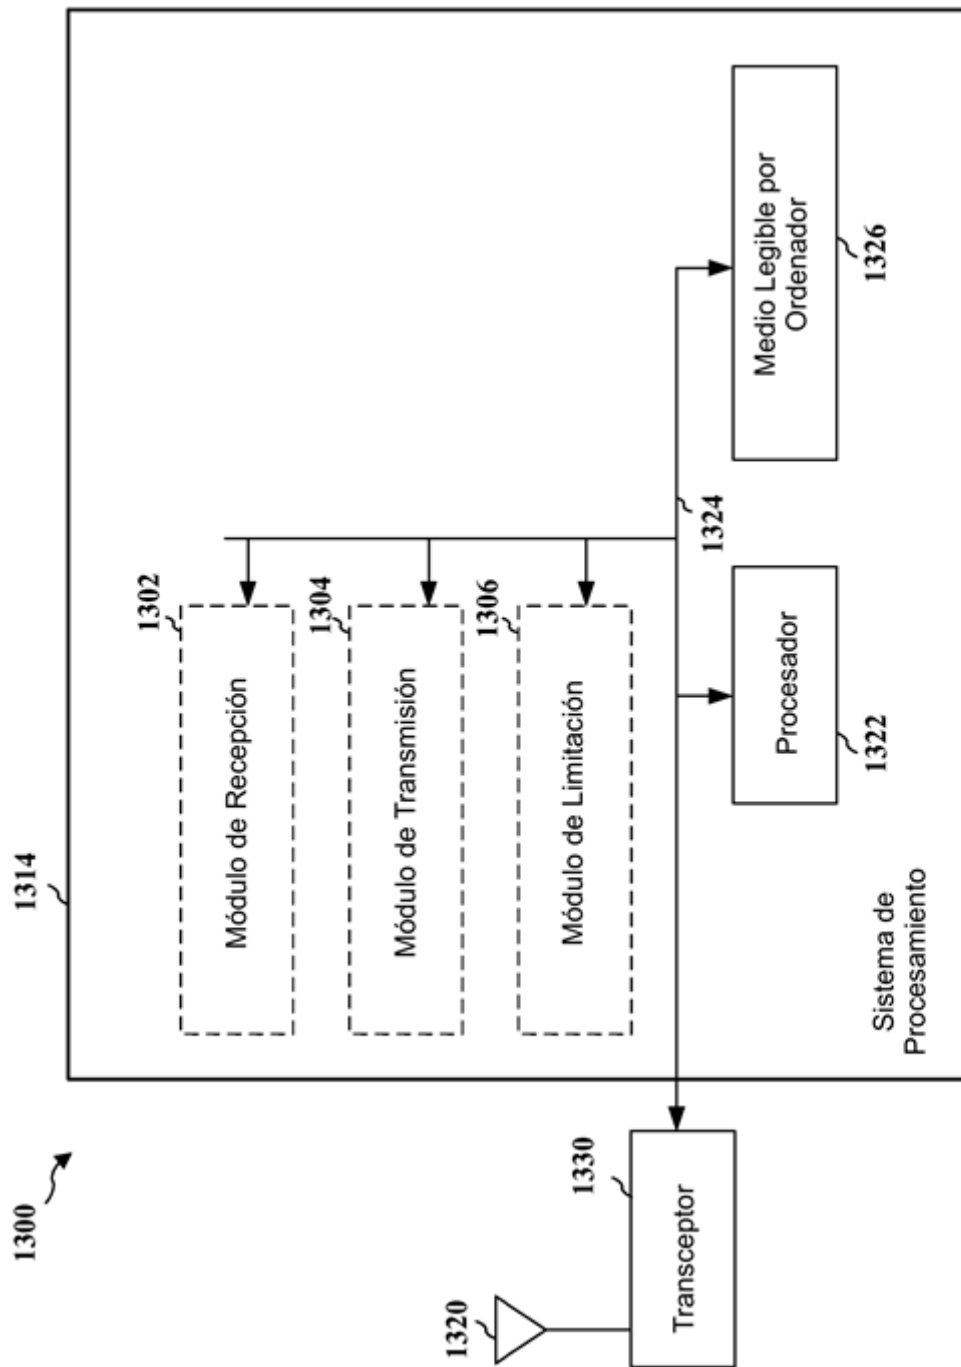 1300
1314
1302
Módulo de Recepción
1304
Módulo de Transmisión
1306
Módulo de Limitación
1324
1320
1330
Transceptor
Procesador
1322
Medio Legible por
Ordenador
1326
Sistema de
Procesamiento